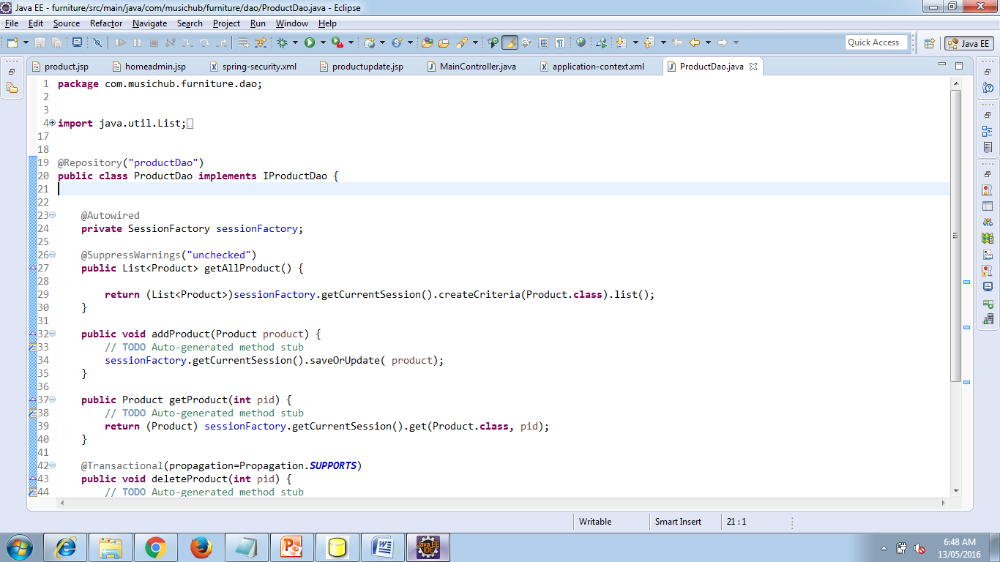 Java EE - furniture/src/main/java/com/musichub/furniture/dao/ProductDao.java - Eclipse
File Edit Source Refactor Navigate Search Project Run Window Help
Quick Access Java EE
product.jsp homeadmin.jsp spring-security.xml productupdate.jsp MainController.java application-context.xml ProductDao.java
1 package com.musichub.furniture.dao;
2
3
4 import java.util.List;
17
18
19 @Repository("productDao")
20 public class ProductDao implements IProductDao {
21
22
23 @Autowired
24 private SessionFactory sessionFactory;
25
26 @SuppressWarnings("unchecked")
27 public List<Product> getAllProduct() {
28
29 return (List<Product>)sessionFactory.getCurrentSession().createCriteria(Product.class).list();
30 }
31
32 public void addProduct(Product product) {
33 // TODO Auto-generated method stub
34 sessionFactory.getCurrentSession().saveOrUpdate( product);
35 }
36
37 public Product getProduct(int pid) {
38 // TODO Auto-generated method stub
39 return (Product) sessionFactory.getCurrentSession().get(Product.class, pid);
40 }
41
42 @Transactional(propagation=Propagation.SUPPORTS)
43 public void deleteProduct(int pid) {
44 // TODO Auto-generated method stub
Writable Smart Insert 21 : 1
Java EE
IDE
6:48 AM
13/05/2016